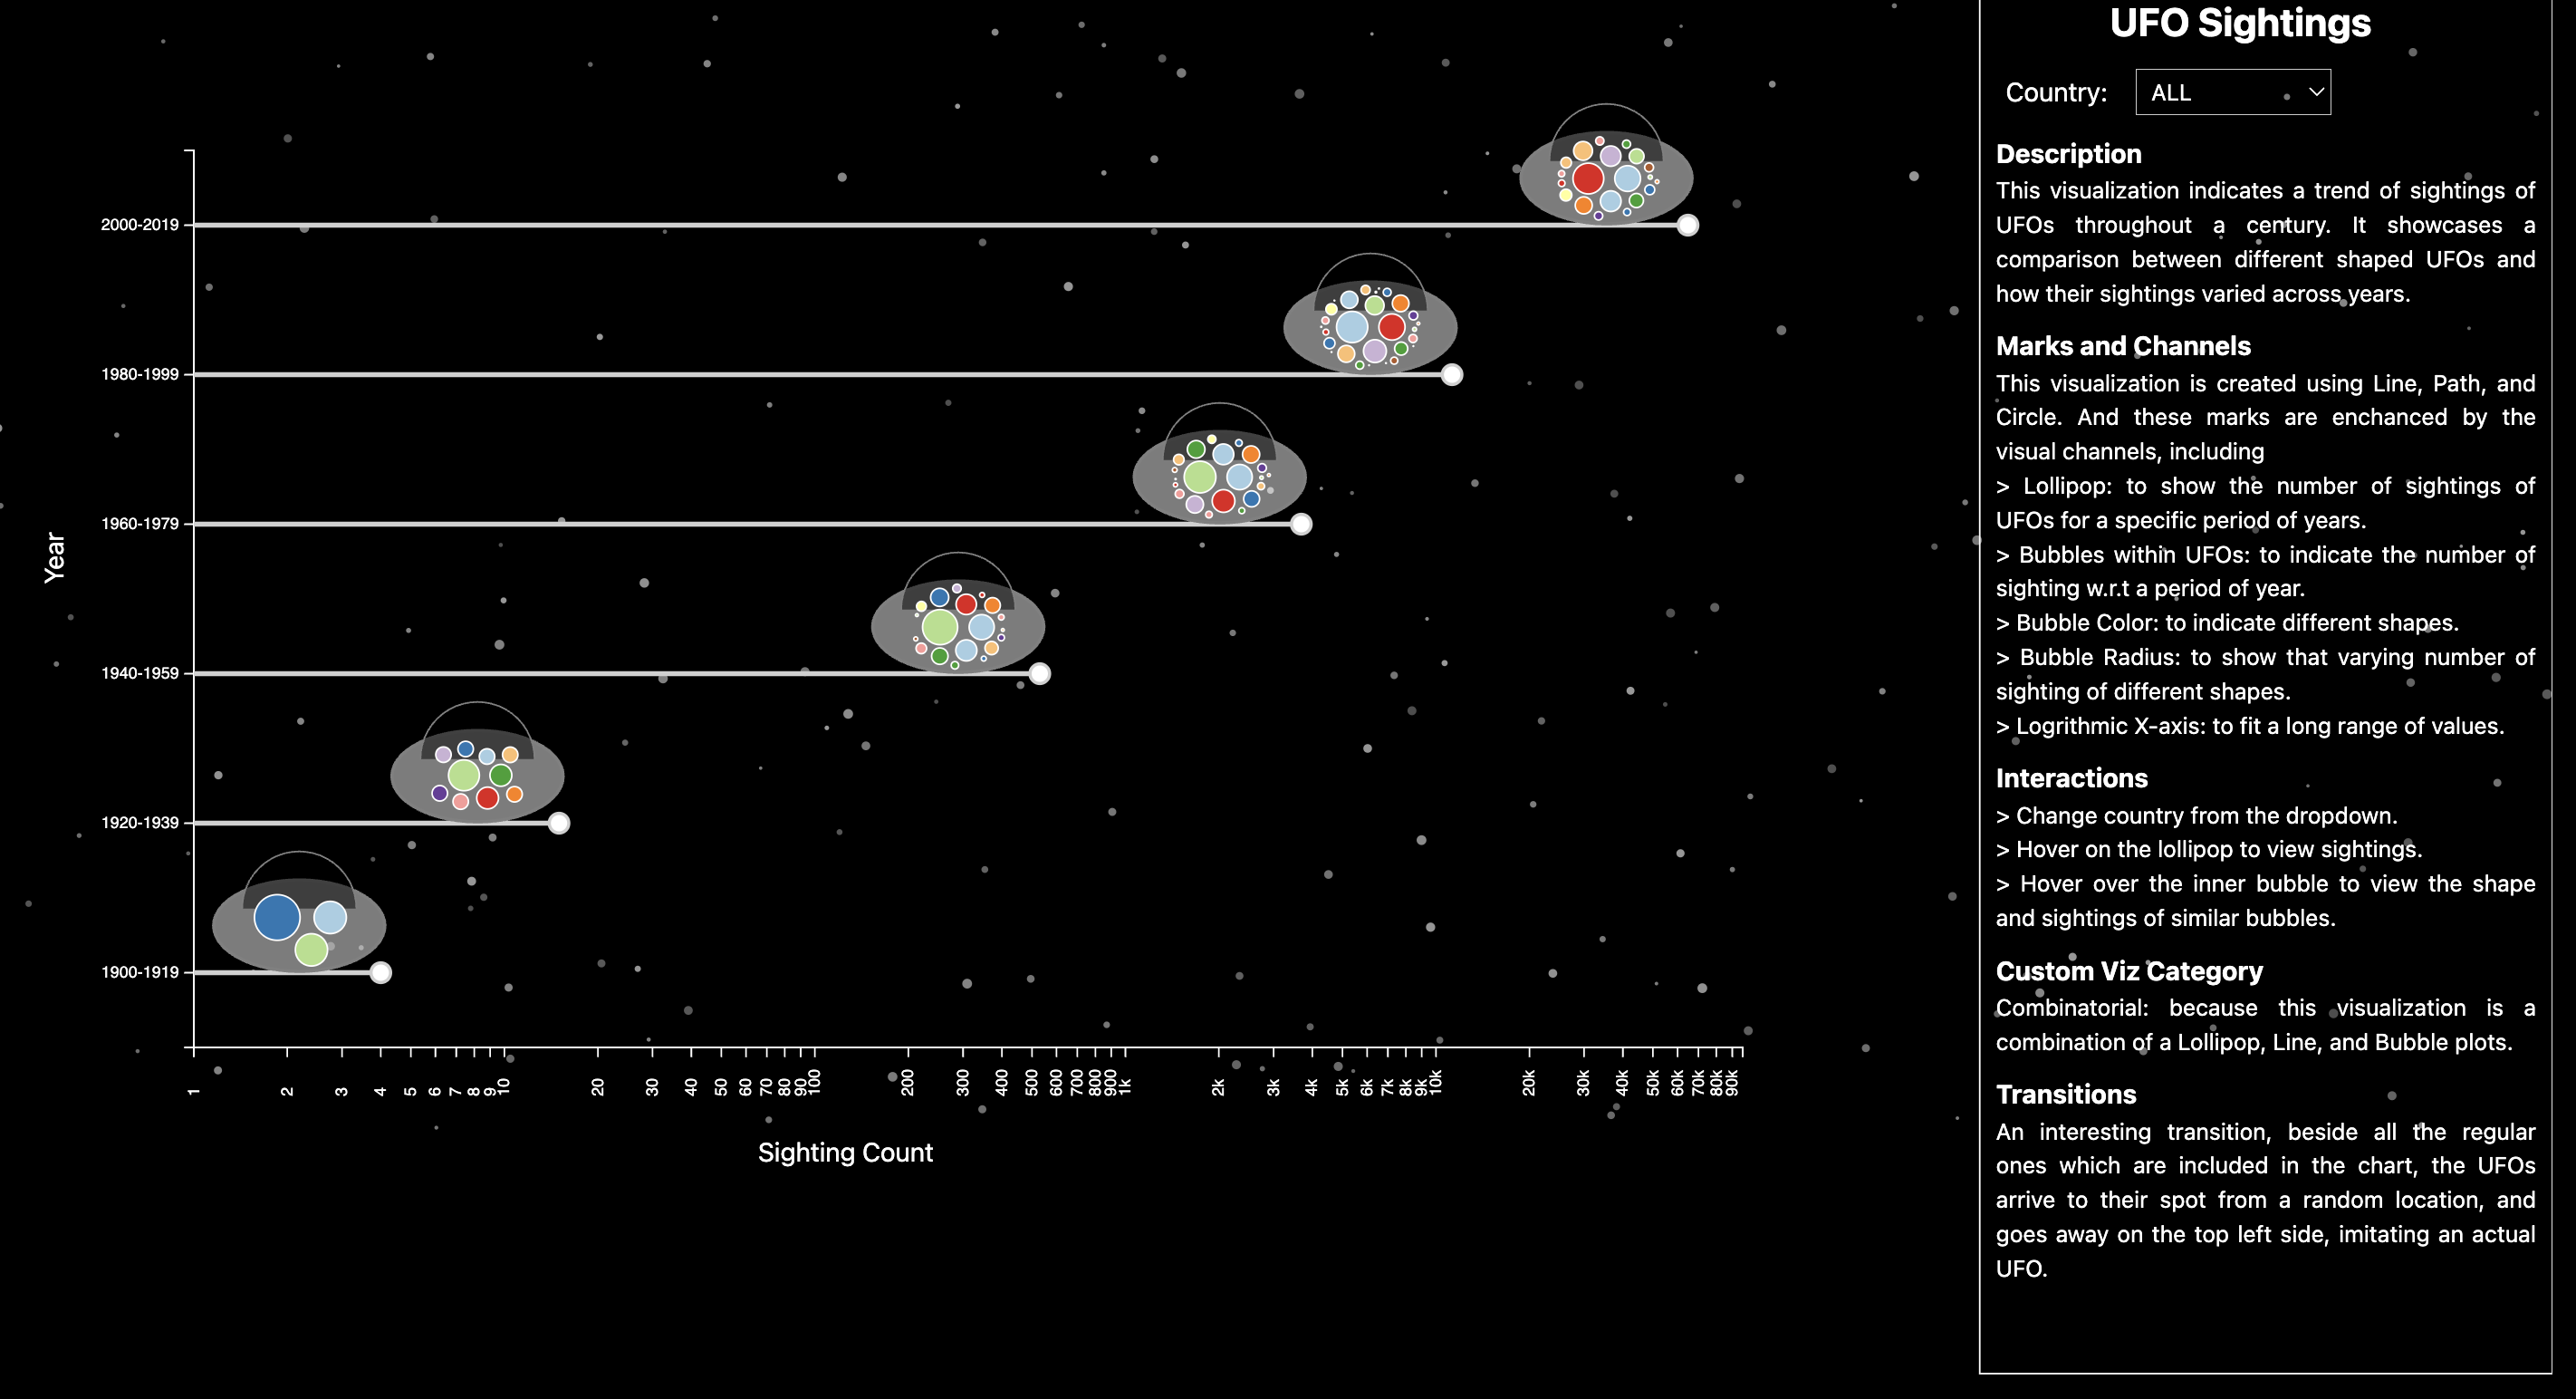 UFO Sightings
Country: ALL
Description
This visualization indicates a trend of sightings of
UFOs throughout a century. It showcases a
comparison between different shaped UFOs and
how their sightings varied across years.
Marks and Channels
This visualization is created using Line, Path, and
Circle. And these marks are enchanced by the
visual channels, including
> Lollipop: to show the number of sightings of
UFOs for a specific period of years.
> Bubbles within UFOs: to indicate the number of
sighting w.r.t a period of year.
> Bubble Color: to indicate different shapes.
> Bubble Radius: to show that varying number of
sighting of different shapes.
> Logrithmic X-axis: to fit a long range of values.
Interactions
> Change country from the dropdown.
> Hover on the lollipop to view sightings.
> Hover over the inner bubble to view the shape
and sightings of similar bubbles.
Custom Viz Category
Combinatorial: because this visualization is a
combination of a Lollipop, Line, and Bubble plots.
Transitions
An interesting transition, beside all the regular
ones which are included in the chart, the UFOs
arrive to their spot from a random location, and
goes away on the top left side, imitating an actual
UFO.
Year
2000-2019
1980-1999
1960-1979
1940-1959
1920-1939
1900-1919
1 2 3 4 5 6 7 8 9 10 20 30 40 50 60 70 80 90 100 200 300 400 500 600 700 800 900 1k 2k 3k 4k 5k 6k 7k 8k 9k 10k 20k 30k 40k 50k 60k 70k 80k 90k
Sighting Count